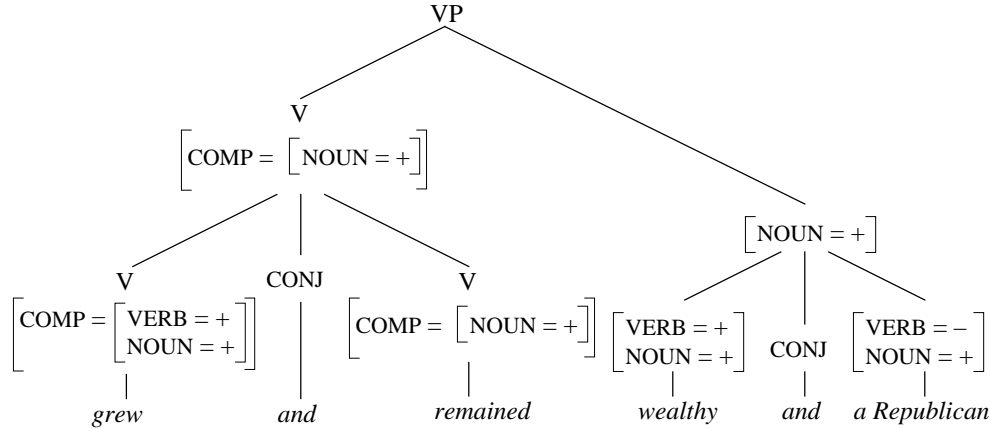 VP
V
[COMP = [NOUN = +]]
[NOUN = +]
V CONJ V
[COMP = [VERB = + NOUN = +]] [COMP = [NOUN = +]] [VERB = + NOUN = +] CONJ [VERB = – NOUN = +]
grew and remained wealthy and a Republican